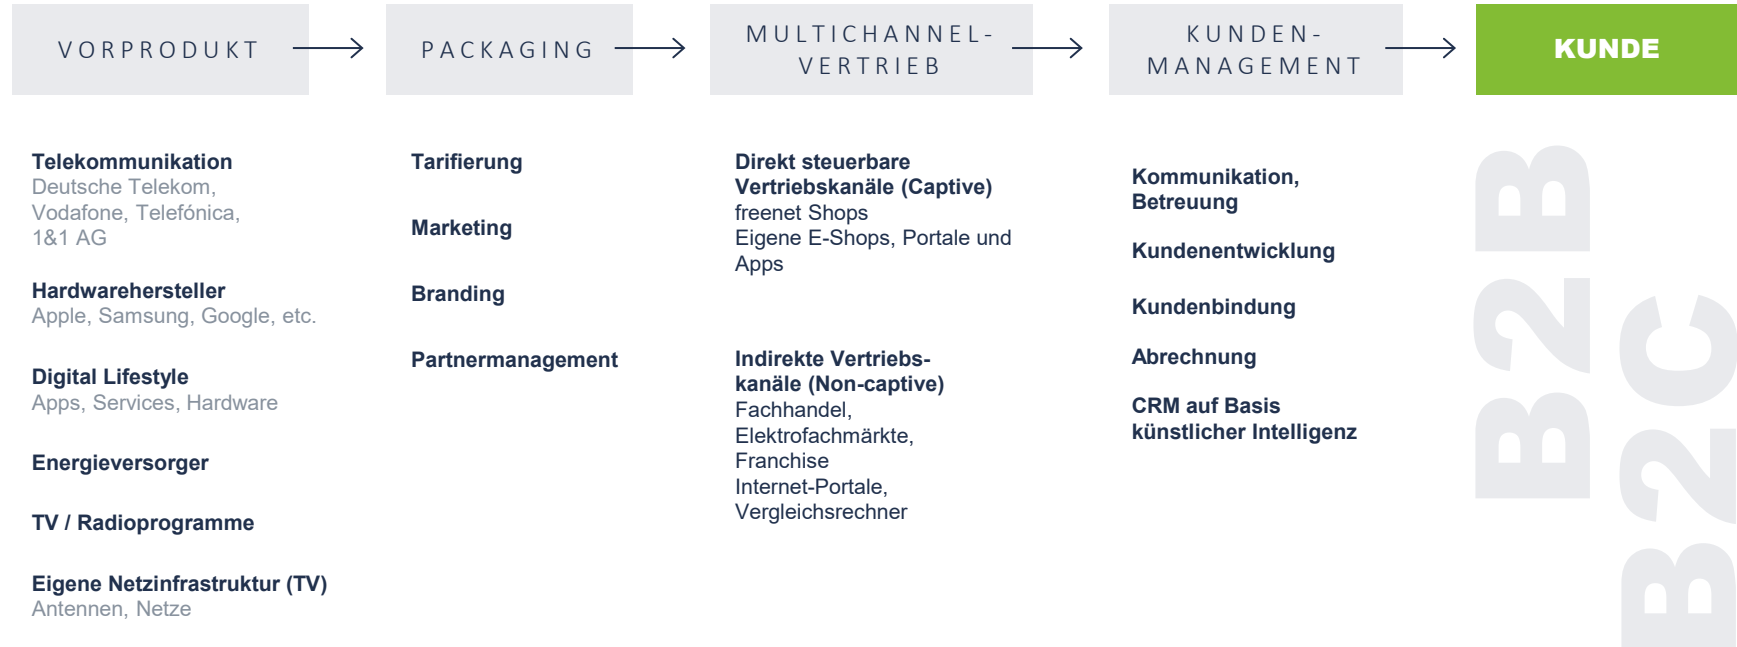 VORPRODUKT
PACKAGING
MULTICHANNEL-
VERTRIEB
KUNDEN-
MANAGEMENT
KUNDE
Telekommunikation
Deutsche Telekom,
Vodafone, Telefónica,
1&1 AG
Hardwarehersteller
Apple, Samsung, Google, etc.
Digital Lifestyle
Apps, Services, Hardware
Energieversorger
TV / Radioprogramme
Eigene Netzinfrastruktur (TV)
Antennen, Netze
Tarifierung
Marketing
Branding
Partnermanagement
Direkt steuerbare
Vertriebskanäle (Captive)
freenet Shops
Eigene E-Shops, Portale und
Apps
Indirekte Vertriebs-
kanäle (Non-captive)
Fachhandel,
Elektrofachmärkte,
Franchise
Internet-Portale,
Vergleichsrechner
Kommunikation,
Betreuung
Kundenentwicklung
Kundenbindung
Abrechnung
CRM auf Basis
künstlicher Intelligenz
B2B
B2C